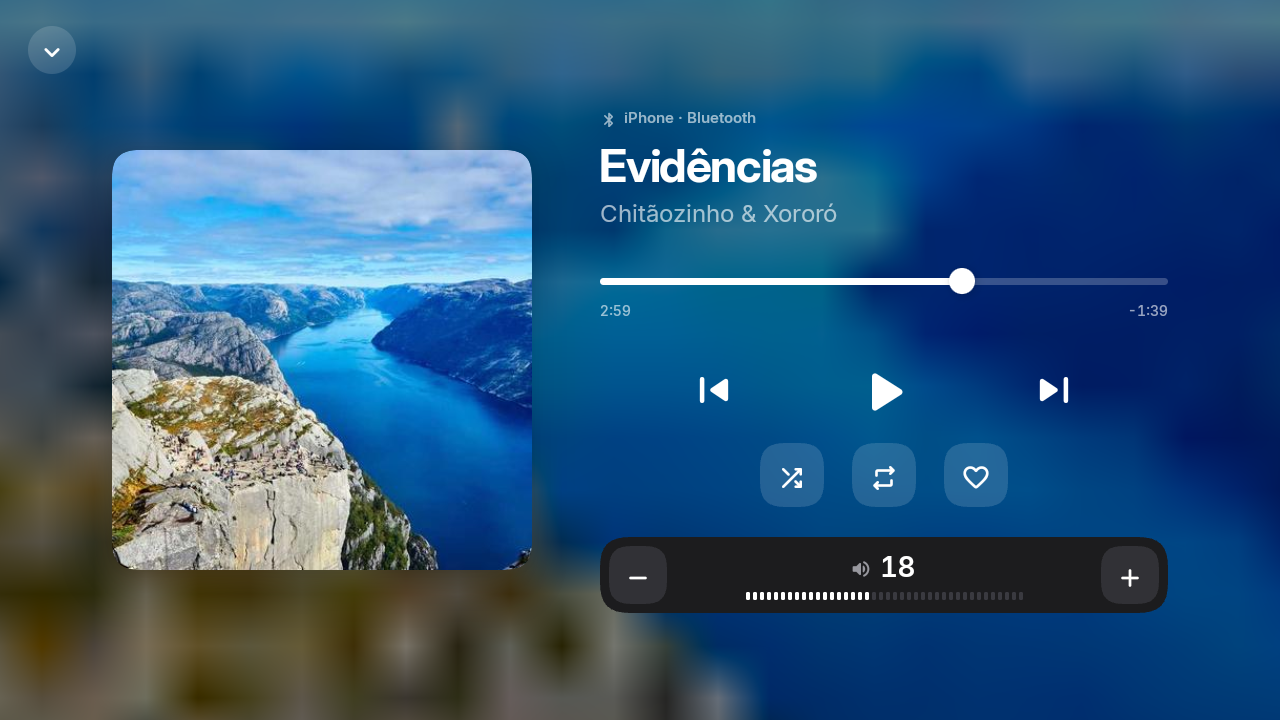 iPhone · Bluetooth
Evidências
Chitãozinho & Xororó
2:59
-1:39
18